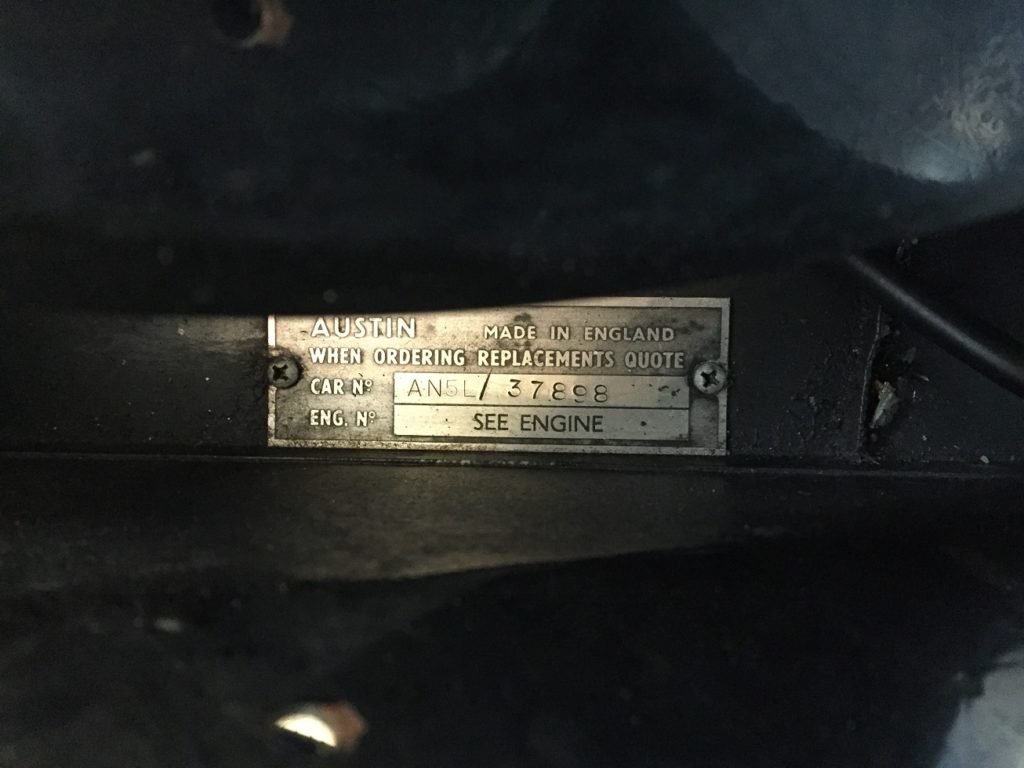 AUSTIN MADE IN ENGLAND
WHEN ORDERING REPLACEMENTS QUOTE
CAR Nº AN5L/ 37898
ENG. Nº SEE ENGINE